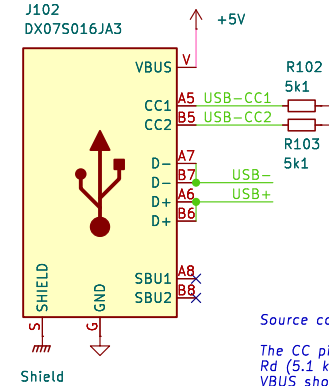 J102
DX07S016JA3
+5V
VBUS V
CC1 A5 USB-CC1 R102
5k1
CC2 B5 USB-CC2 R103
5k1
D- A7
D- B7 USB-
D+ A6 USB+
D+ B6
SBU1 A8
SBU2 B8
SHIELD
GND
S
G
Shield
Source
The CC
Rd (5.1
VBUS